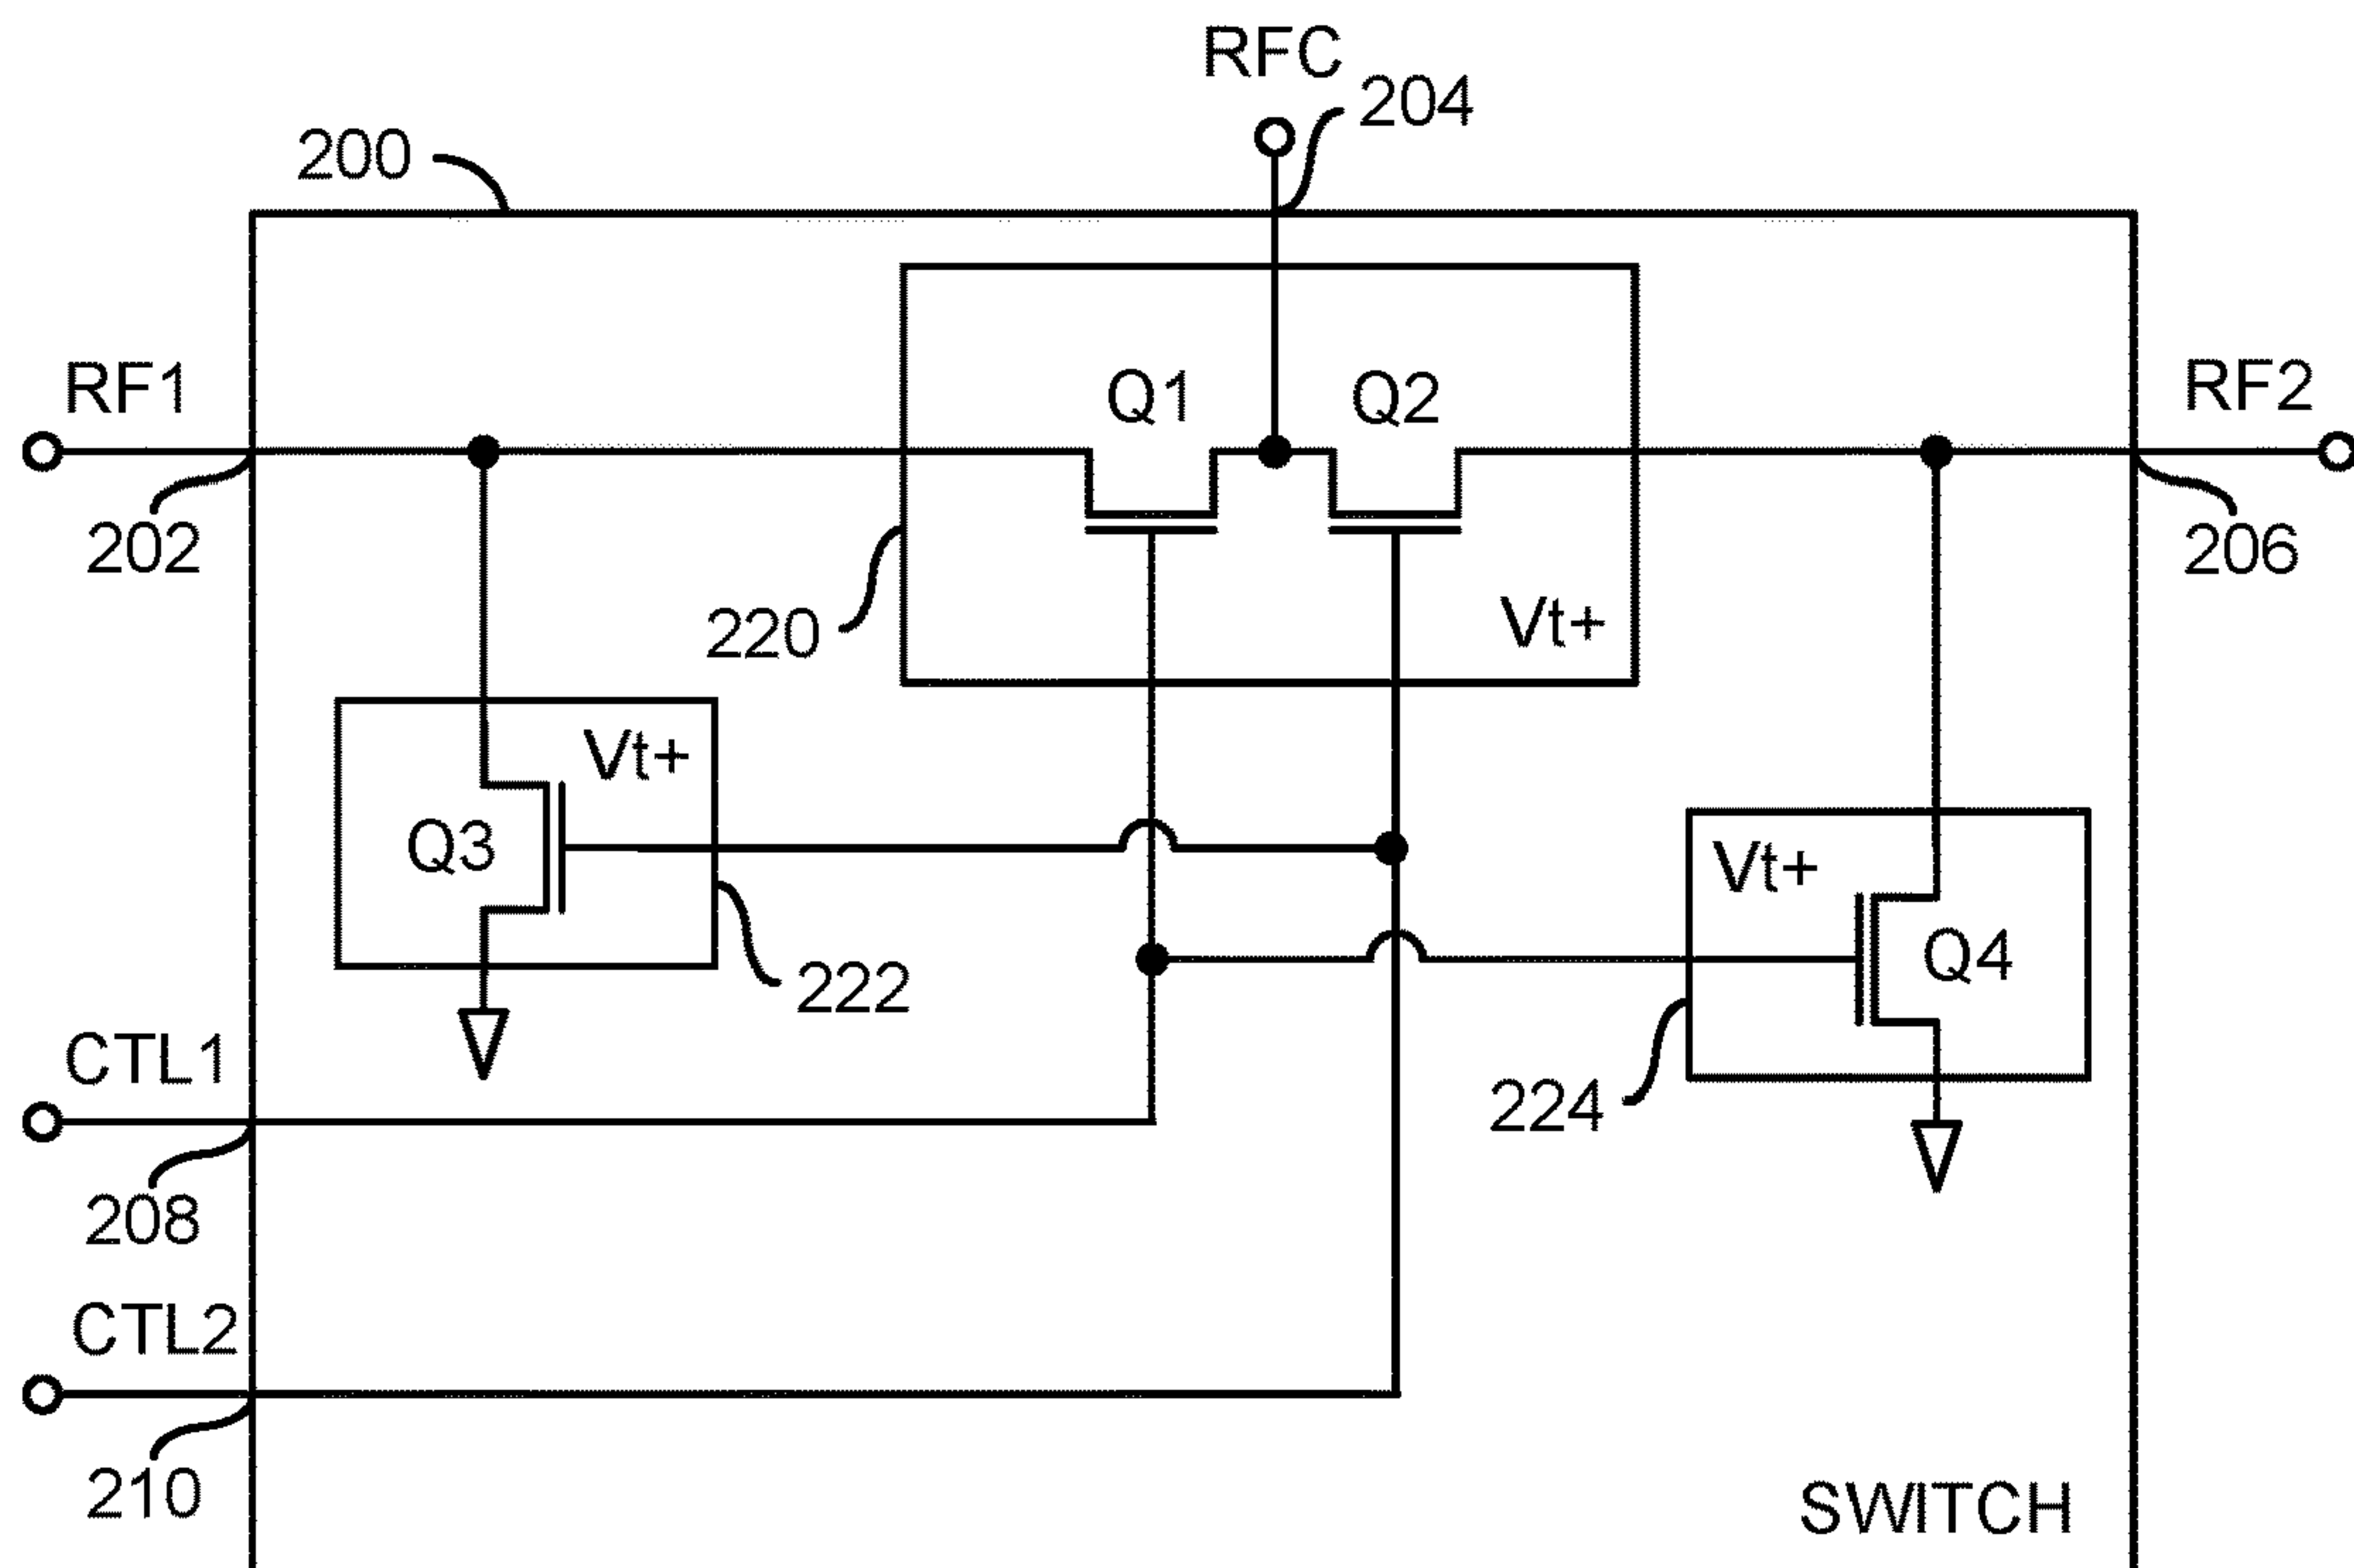 RFC
204
200
RF1
Q1
Q2
RF2
202
206
220
Vt+
Vt+
Q3
Vt+
Q4
222
CTL1
224
208
CTL2
210
SWITCH